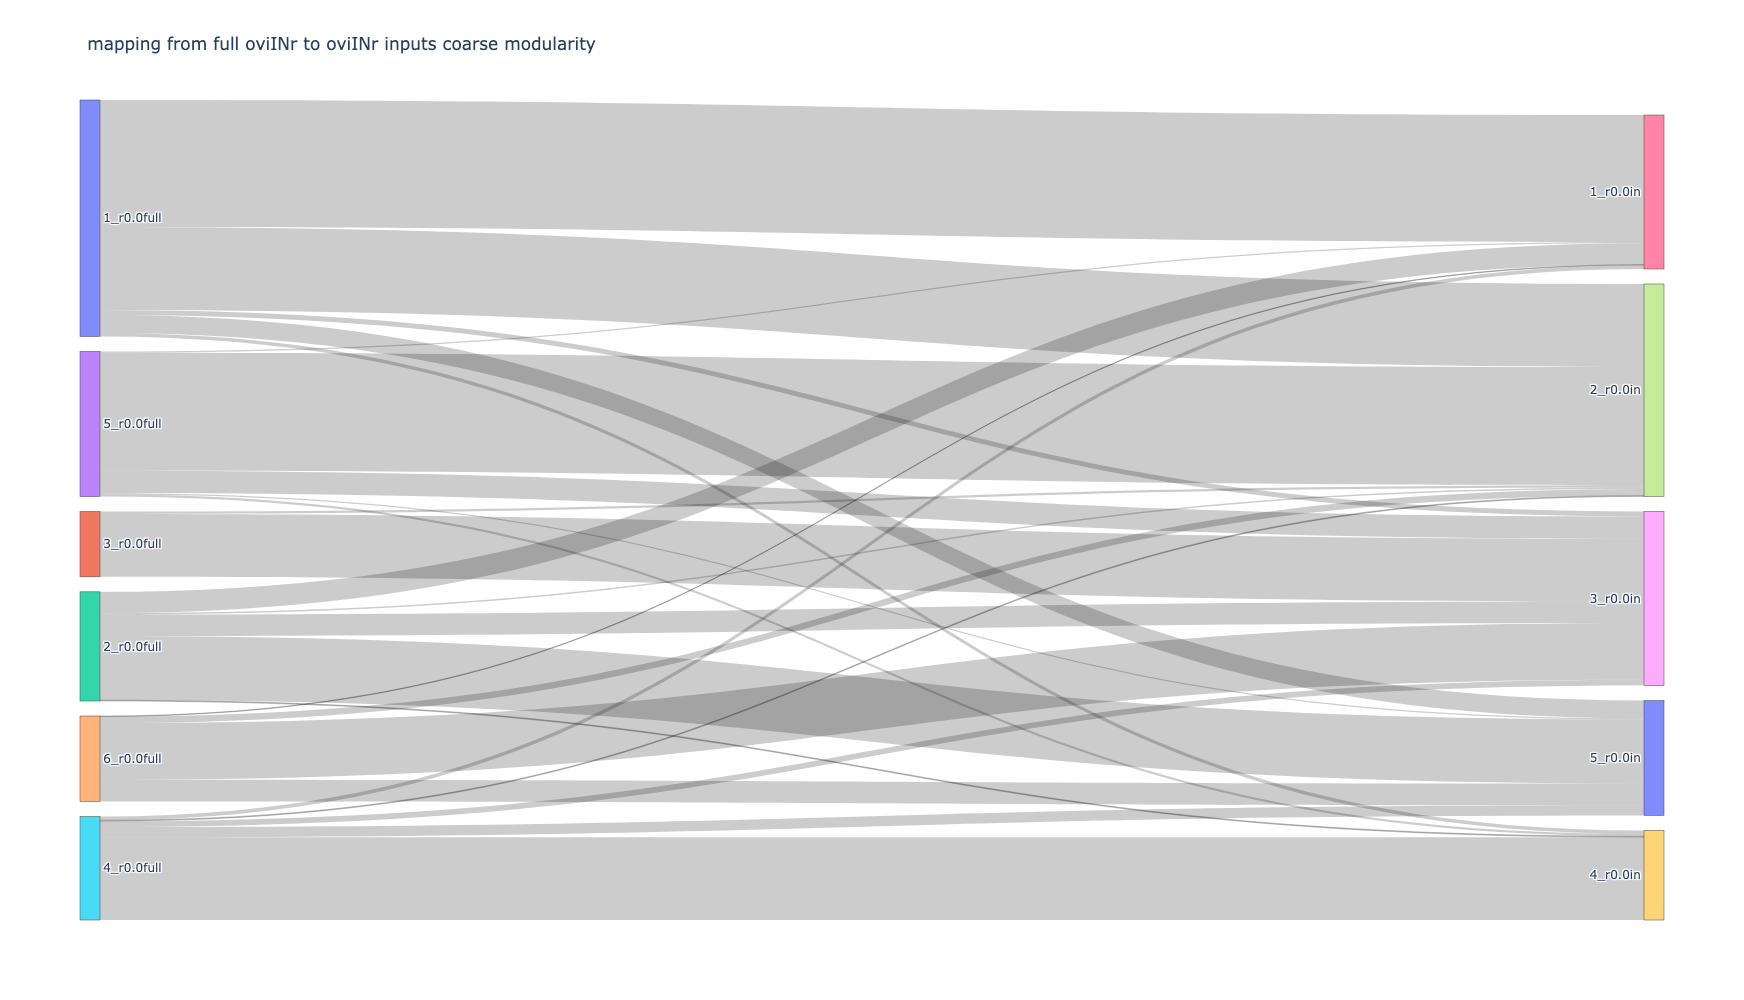 mapping from full oviINr to oviINr inputs coarse modularity
1_r0.0full
5_r0.0full
3_r0.0full
2_r0.0full
6_r0.0full
4_r0.0full
1_r0.0in
2_r0.0in
3_r0.0in
5_r0.0in
4_r0.0in